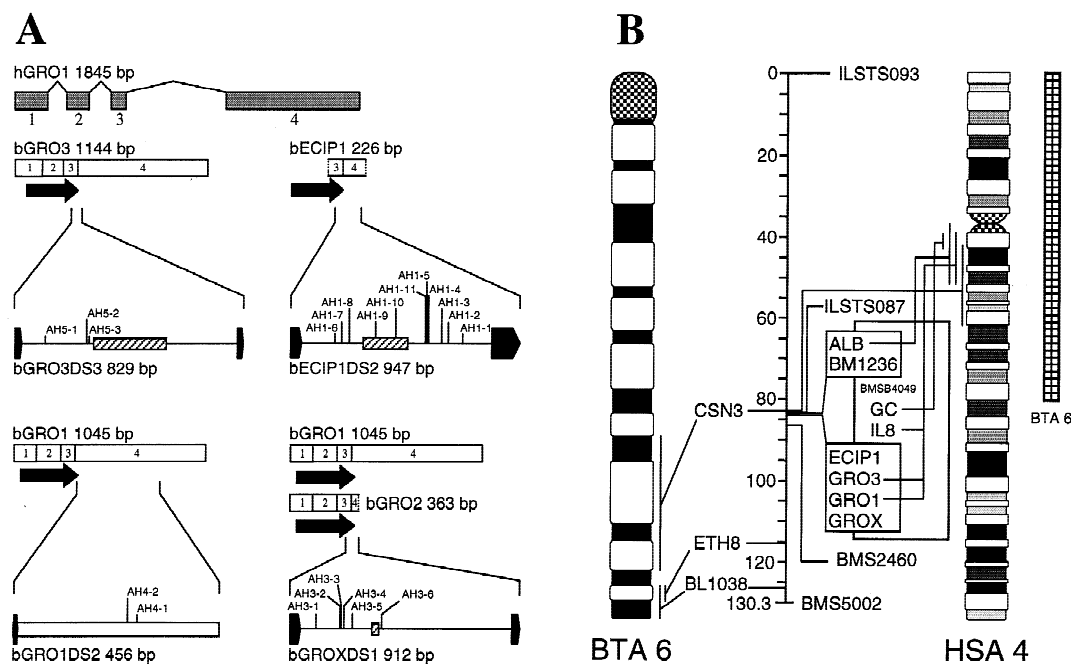 A
hGRO1 1845 bp
1 2 3 4
bGRO3 1144 bp
1 2 3 4
bECIP1 226 bp
3 4
AH5-2
AH5-1 AH5-3
bGRO3DS3 829 bp
AH1-5
AH1-11 AH1-4
AH1-8 AH1-10 AH1-3
AH1-7 AH1-9 AH1-2
AH1-6 AH1-1
bECIP1DS2 947 bp
bGRO1 1045 bp
1 2 3 4
bGRO1 1045 bp
1 2 3 4
1 2 3 4 bGRO2 363 bp
AH4-2
AH4-1
bGRO1DS2 456 bp
AH3-3
AH3-2 AH3-4 AH3-6
AH3-1 AH3-5
bGROXDS1 912 bp
B
0 ILSTS093
20
40
ILSTS087
60
ALB
BM1236
80
BMSB4049
CSN3
GC
IL8
ECIP1
100
GRO3
GRO1
GROX
ETH8
120
BMS2460
BL1038
130.3 BMS5002
BTA 6
BTA 6
HSA 4